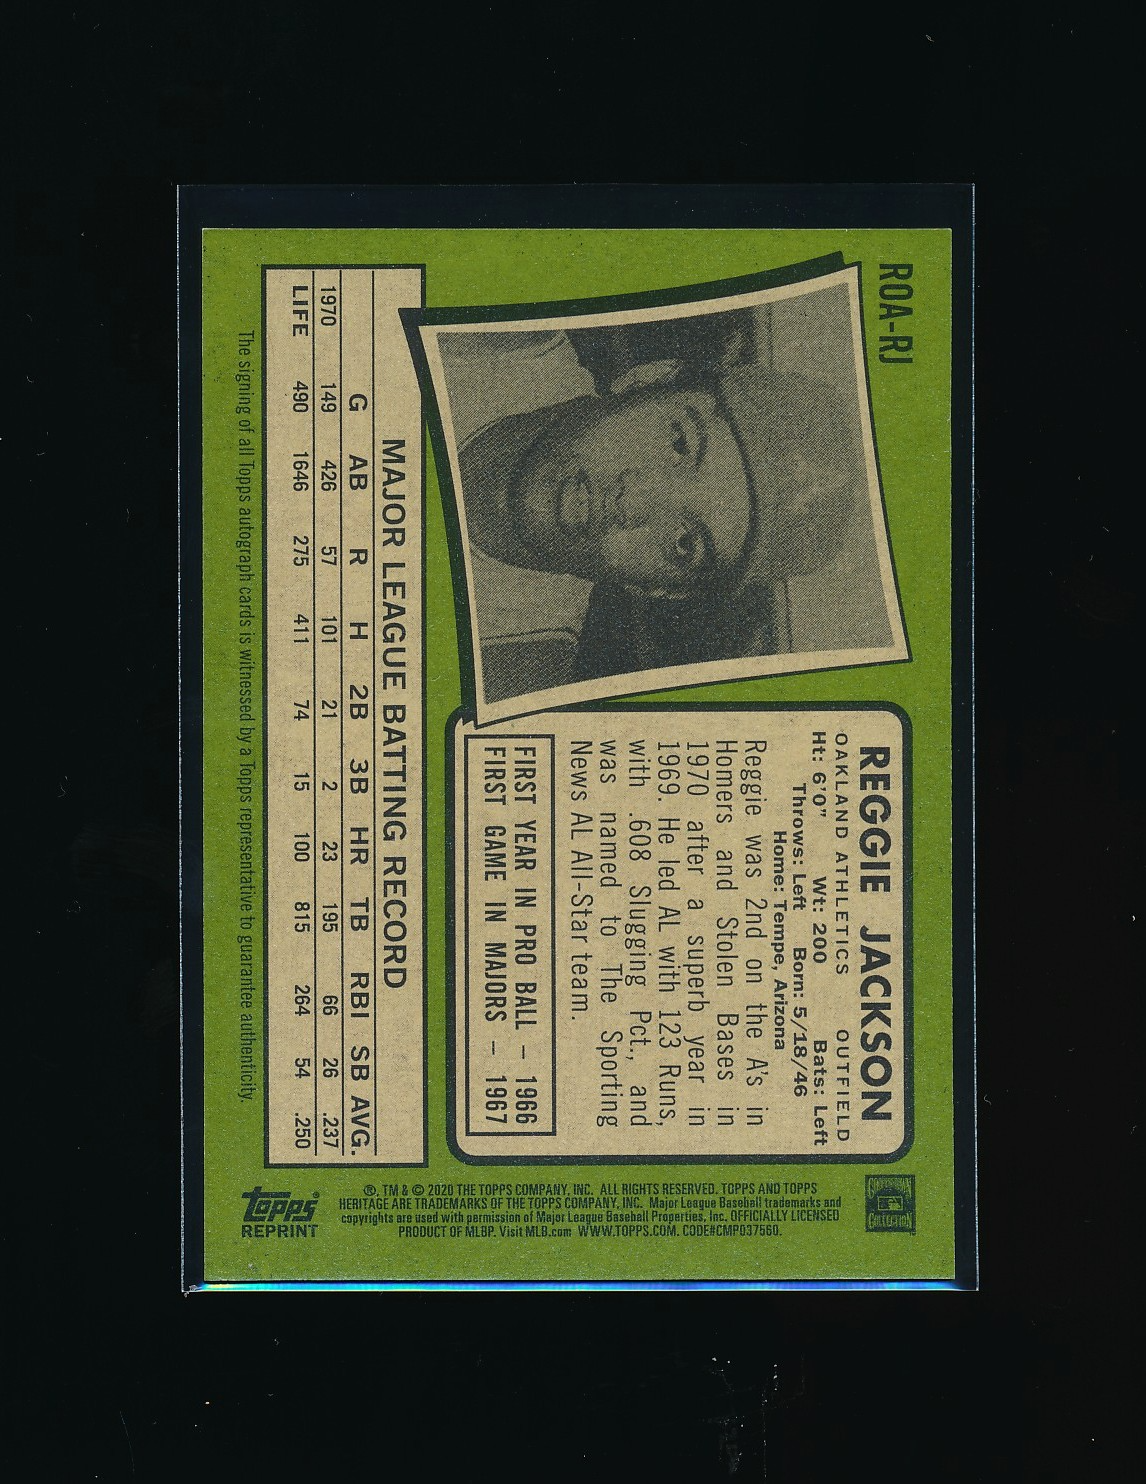 ROA-RJ
REGGIE JACKSON
OAKLAND ATHLETICS OUTFIELD
Ht: 6'0" Wt: 200 Bats: Left
Throws: Left Born: 5/18/46
Home: Tempe, Arizona
Reggie was 2nd on the A's in
Homers and Stolen Bases in
1970 after a superb year in
1969. He led AL with 123 Runs,
with .608 Slugging Pct., and
was named to The Sporting
News AL All-Star team.
FIRST YEAR IN PRO BALL – 1966
FIRST GAME IN MAJORS – 1967
MAJOR LEAGUE BATTING RECORD
G AB R H 2B 3B HR TB RBI SB AVG.
1970 149 426 57 101 21 2 23 195 66 26 .237
LIFE 490 1646 275 411 74 15 100 815 264 54 .250
The signing of all Topps autograph cards is witnessed by a Topps representative to guarantee authenticity.
COOPERSTOWN
COLLECTION
®, TM & © 2020 THE TOPPS COMPANY, INC. ALL RIGHTS RESERVED. TOPPS AND TOPPS
HERITAGE ARE TRADEMARKS OF THE TOPPS COMPANY, INC. Major League Baseball trademarks and
copyrights are used with permission of Major League Baseball Properties, Inc. OFFICIALLY LICENSED
PRODUCT OF MLBP. Visit MLB.com WWW.TOPPS.COM. CODE#CMP037560.
topps®
REPRINT